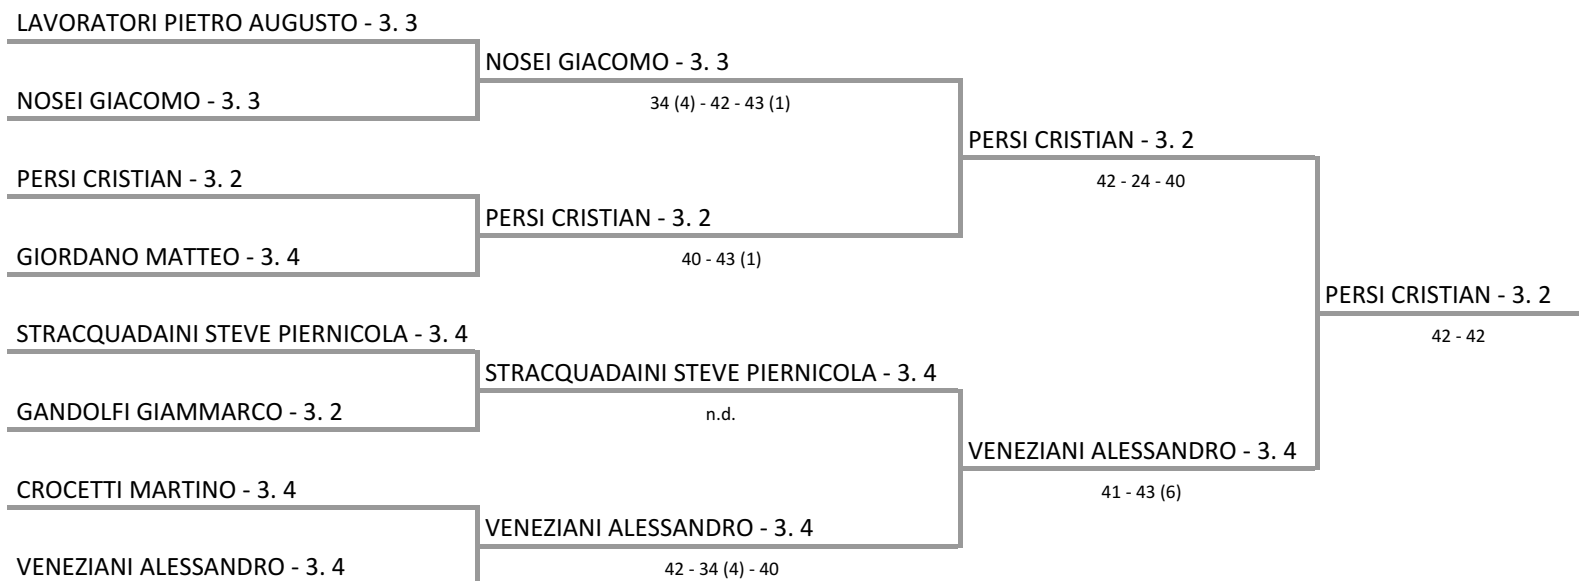 LAVORATORI PIETRO AUGUSTO - 3. 3
NOSEI GIACOMO - 3. 3
NOSEI GIACOMO - 3. 3
34 (4) - 42 - 43 (1)
PERSI CRISTIAN - 3. 2
42 - 24 - 40
PERSI CRISTIAN - 3. 2
PERSI CRISTIAN - 3. 2
GIORDANO MATTEO - 3. 4
40 - 43 (1)
PERSI CRISTIAN - 3. 2
42 - 42
STRACQUADAINI STEVE PIERNICOLA - 3. 4
STRACQUADAINI STEVE PIERNICOLA - 3. 4
GANDOLFI GIAMMARCO - 3. 2
n.d.
VENEZIANI ALESSANDRO - 3. 4
41 - 43 (6)
CROCETTI MARTINO - 3. 4
VENEZIANI ALESSANDRO - 3. 4
VENEZIANI ALESSANDRO - 3. 4
42 - 34 (4) - 40